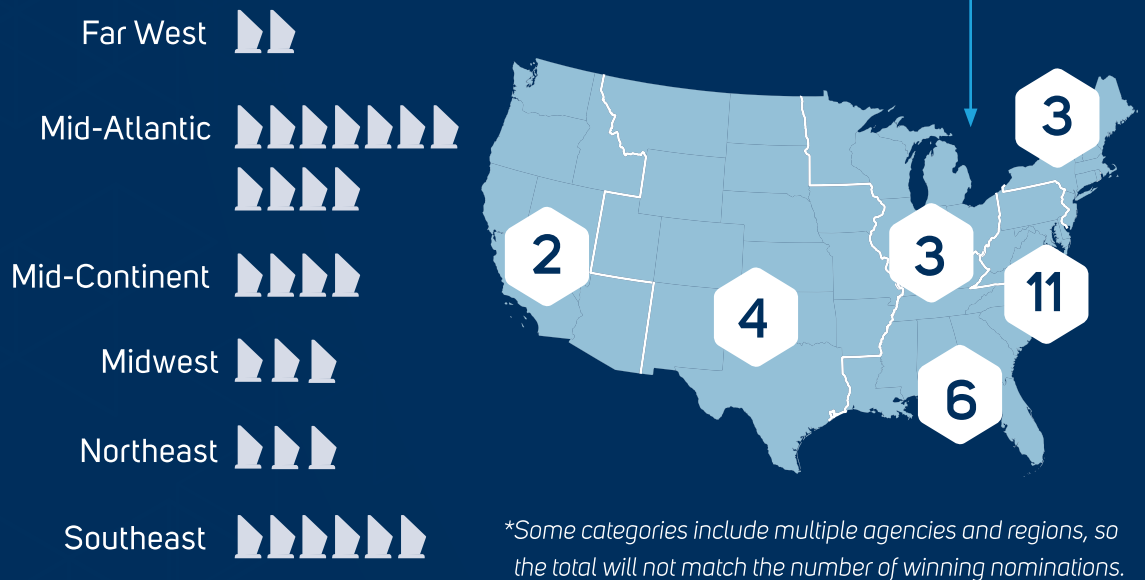 Far West
Mid-Atlantic
Mid-Continent
Midwest
Northeast
Southeast
3
2
3
11
4
6
*Some categories include multiple agencies and regions, so
the total will not match the number of winning nominations.